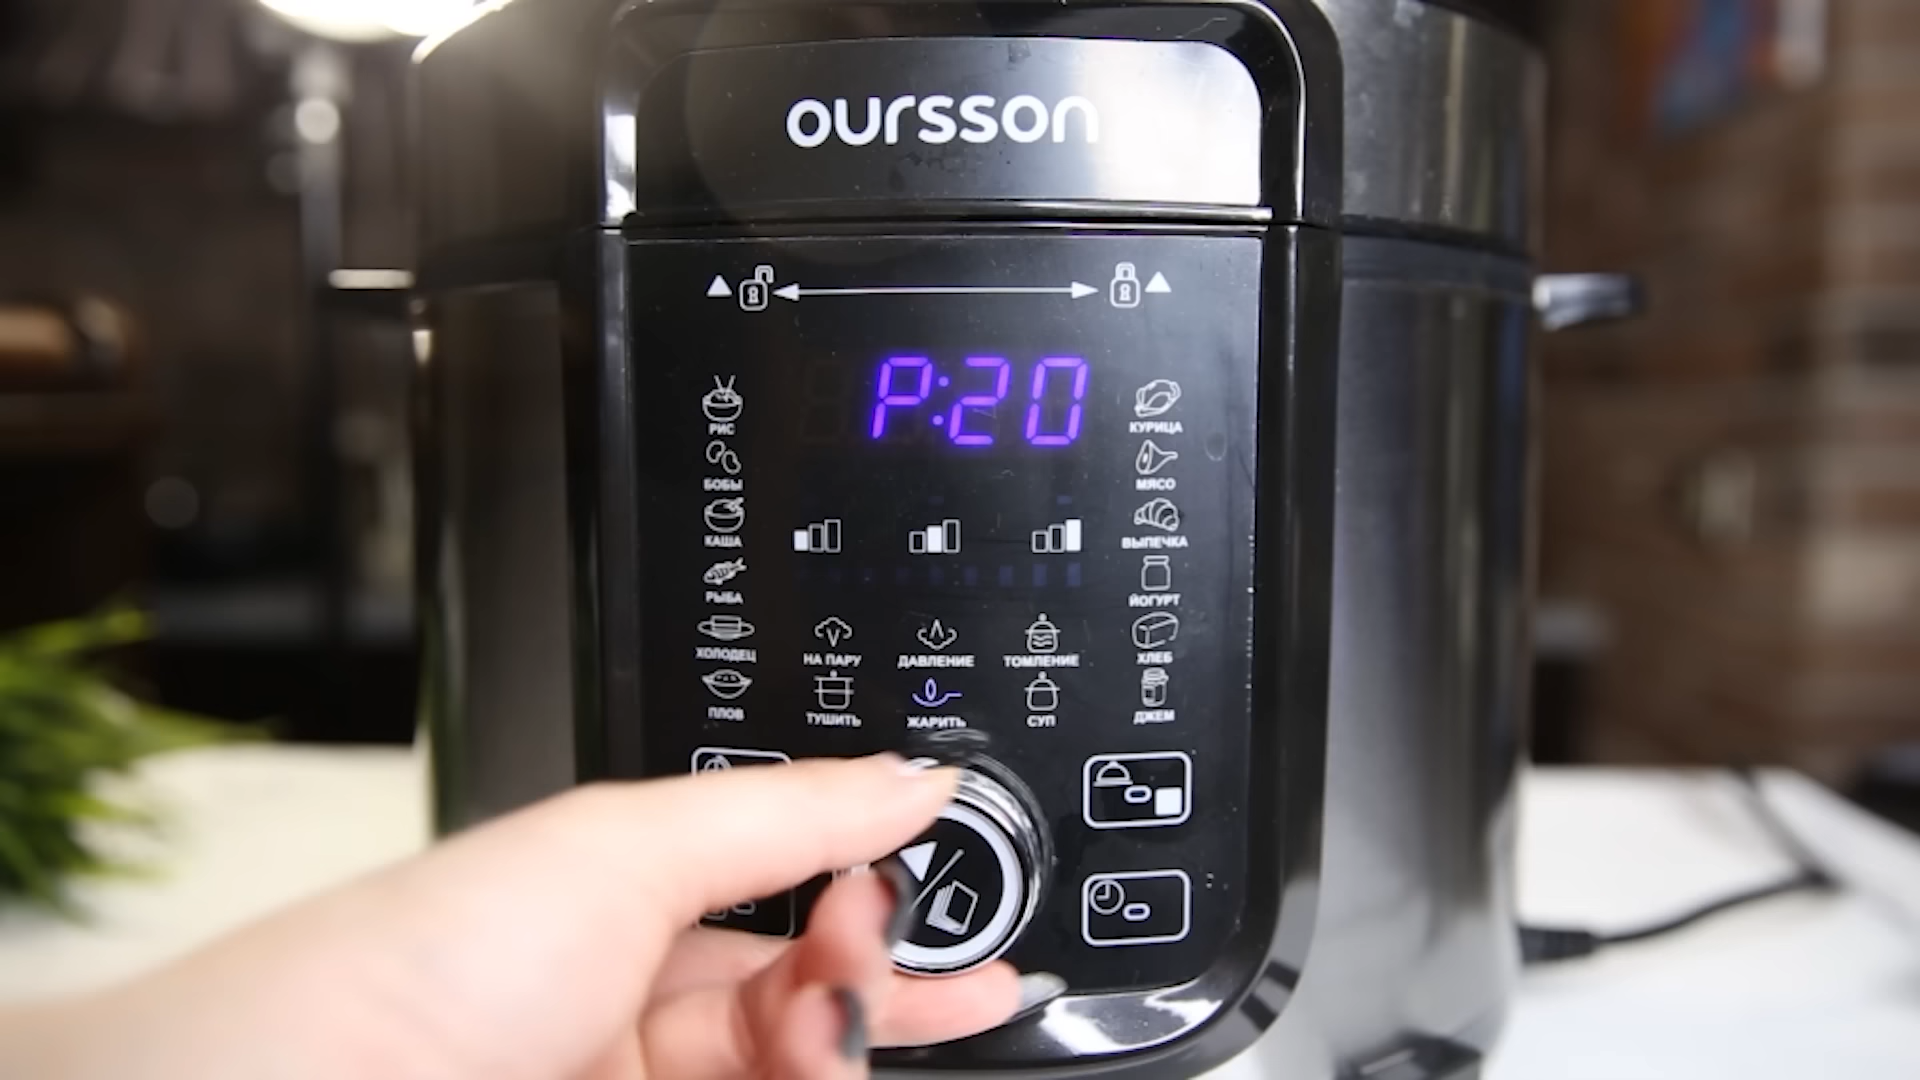 oursson
P:20
РИС
БОБЫ
КАША
РЫБА
ХОЛОДЕЦ
ПЛОВ
НА ПАРУ
ДАВЛЕНИЕ
ТОМЛЕНИЕ
ТУШИТЬ
ЖАРИТЬ
СУП
КУРИЦА
МЯСО
ВЫПЕЧКА
ЙОГУРТ
ХЛЕБ
ДЖЕМ